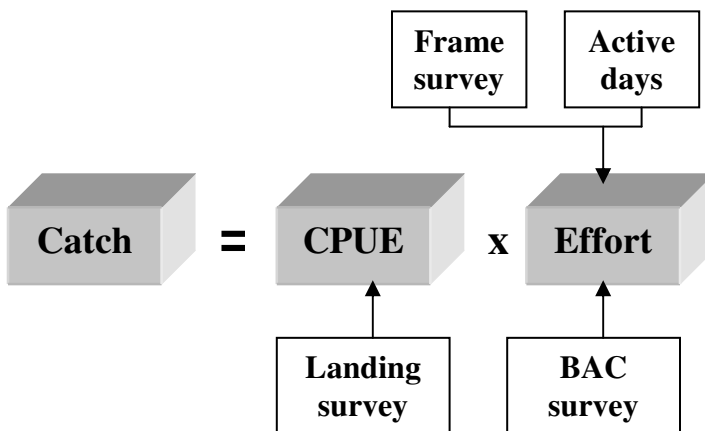 Frame
survey
Active
days
Catch
=
CPUE
x
Effort
Landing
survey
BAC
survey